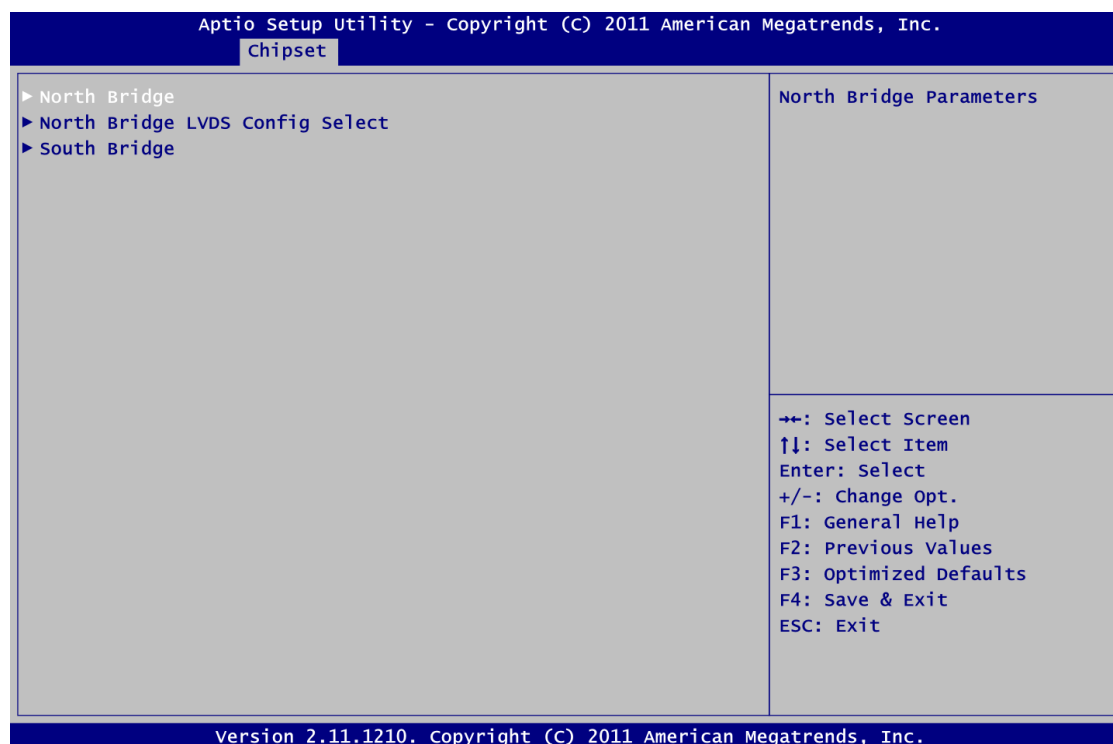 Aptio Setup Utility - Copyright (C) 2011 American Megatrends, Inc.
Chipset
► North Bridge
► North Bridge LVDS Config Select
► South Bridge
North Bridge Parameters
→←: Select Screen
↑↓: Select Item
Enter: Select
+/-: Change Opt.
F1: General Help
F2: Previous Values
F3: Optimized Defaults
F4: Save & Exit
ESC: Exit
Version 2.11.1210. Copyright (C) 2011 American Megatrends, Inc.